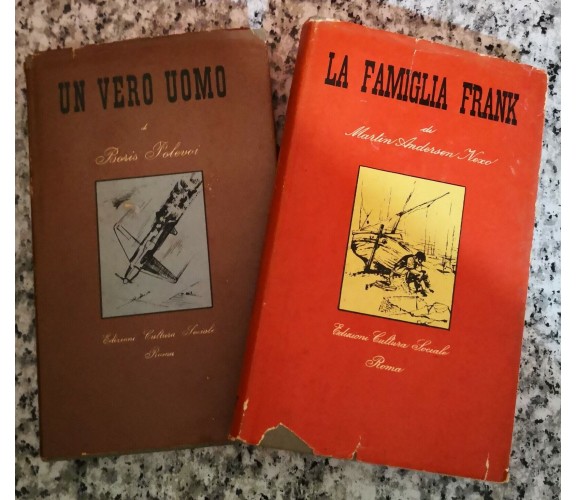 UN VERO UOMO
di
Boris Polevoi
Edizioni Cultura Sociale
Roma
LA FAMIGLIA FRANK
di
Martin Andersen Nexö
Edizioni Cultura Sociale
Roma